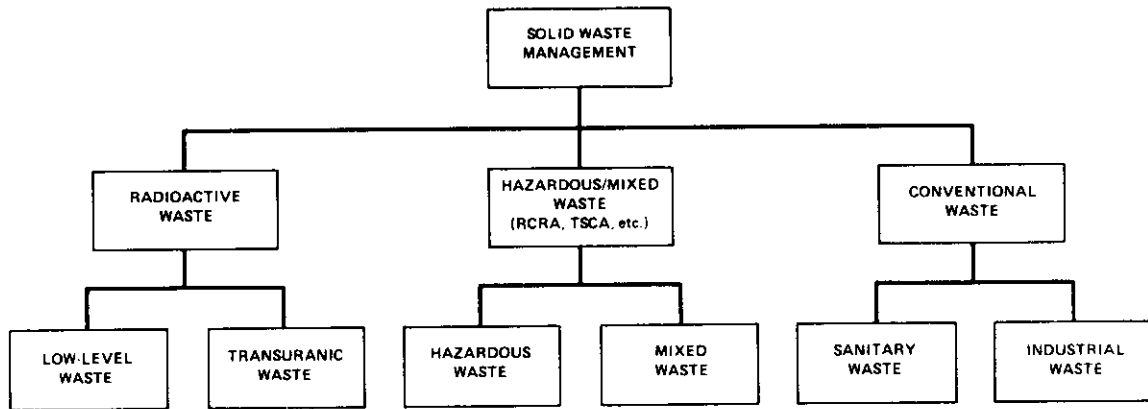 SOLID WASTE
MANAGEMENT
RADIOACTIVE
WASTE
HAZARDOUS/MIXED
WASTE
(RCRA, TSCA, etc.)
CONVENTIONAL
WASTE
LOW-LEVEL
WASTE
TRANSURANIC
WASTE
HAZARDOUS
WASTE
MIXED
WASTE
SANITARY
WASTE
INDUSTRIAL
WASTE